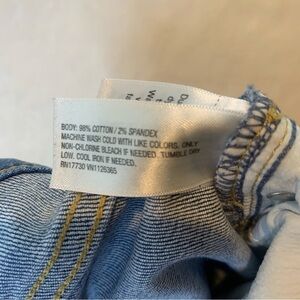 BODY: 98% COTTON / 2% SPANDEX
MACHINE WASH COLD WITH LIKE COLORS. ONLY
NON-CHLORINE BLEACH IF NEEDED. TUMBLE DRY
LOW. COOL IRON IF NEEDED.
RN17730 VN1125365